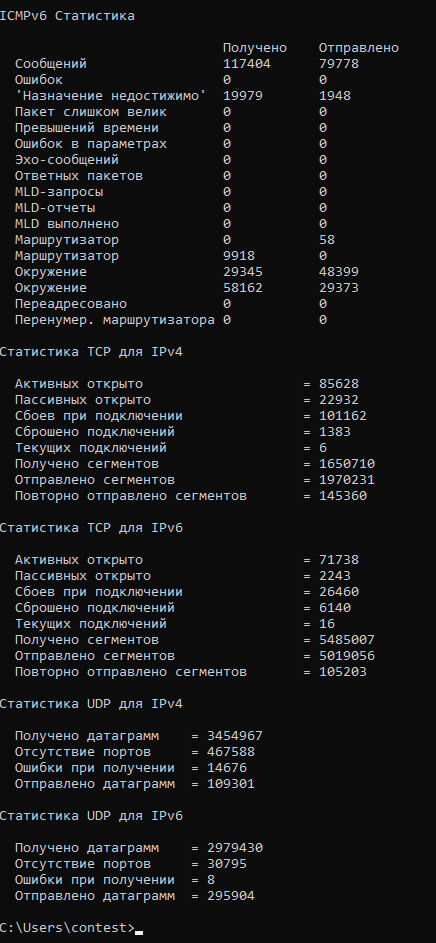 ICMPv6 Статистика
Получено Отправлено
Сообщений 117404 79778
Ошибок 0 0
'Назначение недостижимо' 19979 1948
Пакет слишком велик 0 0
Превышений времени 0 0
Ошибок в параметрах 0 0
Эхо-сообщений 0 0
Ответных пакетов 0 0
MLD-запросы 0 0
MLD-отчеты 0 0
MLD выполнено 0 0
Маршрутизатор 0 58
Маршрутизатор 9918 0
Окружение 29345 48399
Окружение 58162 29373
Переадресовано 0 0
Перенумер. маршрутизатора 0 0
Статистика TCP для IPv4
Активных открыто = 85628
Пассивных открыто = 22932
Сбоев при подключении = 101162
Сброшено подключений = 1383
Текущих подключений = 6
Получено сегментов = 1650710
Отправлено сегментов = 1970231
Повторно отправлено сегментов = 145360
Статистика TCP для IPv6
Активных открыто = 71738
Пассивных открыто = 2243
Сбоев при подключении = 26460
Сброшено подключений = 6140
Текущих подключений = 16
Получено сегментов = 5485007
Отправлено сегментов = 5019056
Повторно отправлено сегментов = 105203
Статистика UDP для IPv4
Получено датаграмм = 3454967
Отсутствие портов = 467588
Ошибки при получении = 14676
Отправлено датаграмм = 109301
Статистика UDP для IPv6
Получено датаграмм = 2979430
Отсутствие портов = 30795
Ошибки при получении = 8
Отправлено датаграмм = 295904
C:\Users\contest>